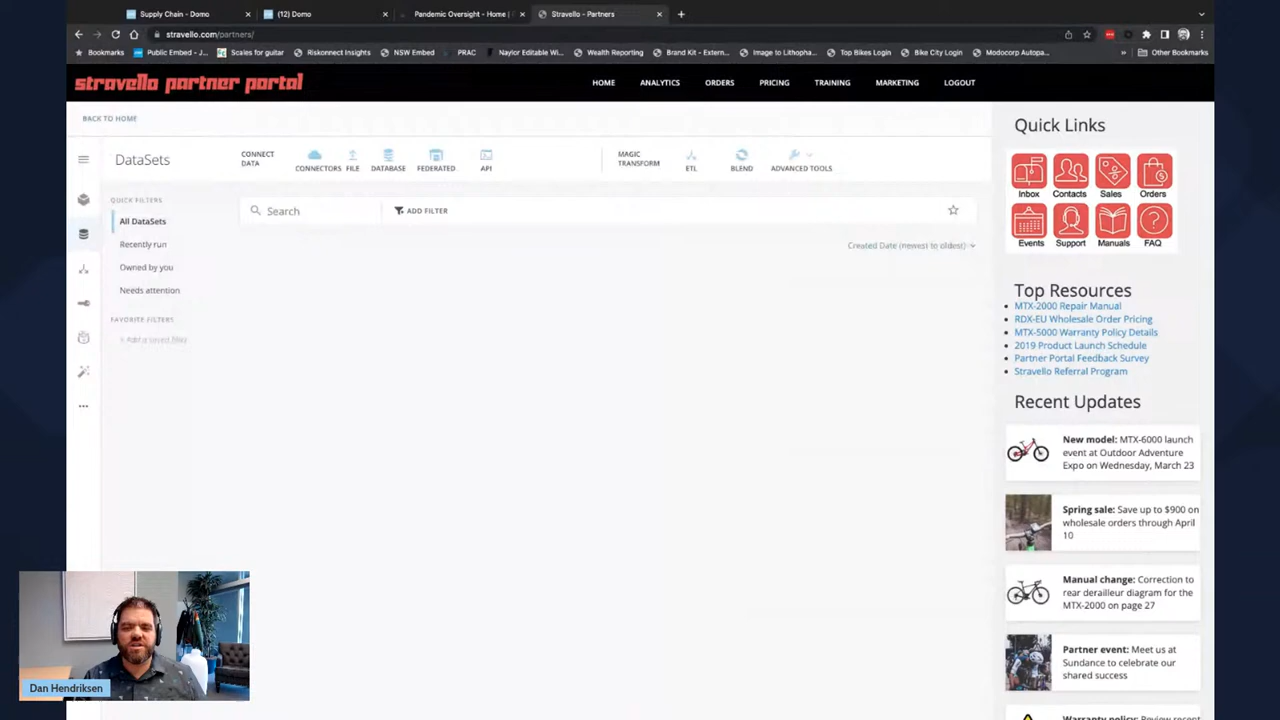 Supply Chain - Domo
(12) Domo
Pandemic Oversight - Home |
Stravello - Partners
stravello.com/partners/
Bookmarks
Public Embed -...
Scales for guitar
Riskonnect Insights
NSW Embed
PRAC
Naylor Editable Wi...
Wealth Reporting
Brand Kit - Extern...
Image to Lithopha...
Top Bikes Login
Bike City Login
Modocorp Autopa...
»
Other Bookmarks
stravello partner portal
HOME
ANALYTICS
ORDERS
PRICING
TRAINING
MARKETING
LOGOUT
BACK TO HOME
DataSets
CONNECT
DATA
CONNECTORS
FILE
DATABASE
FEDERATED
API
MAGIC
TRANSFORM
ETL
BLEND
ADVANCED TOOLS
QUICK FILTERS
All DataSets
Recently run
Owned by you
Needs attention
FAVORITE FILTERS
+ Add a saved filter
Search
ADD FILTER
Created Date (newest to oldest)
Quick Links
Inbox
Contacts
Sales
Orders
Events
Support
Manuals
FAQ
Top Resources
MTX-2000 Repair Manual
RDX-EU Wholesale Order Pricing
MTX-5000 Warranty Policy Details
2019 Product Launch Schedule
Partner Portal Feedback Survey
Stravello Referral Program
Recent Updates
New model: MTX-6000 launch
event at Outdoor Adventure
Expo on Wednesday, March 23
Spring sale: Save up to $900 on
wholesale orders through April
10
Manual change: Correction to
rear derailleur diagram for the
MTX-2000 on page 27
Partner event: Meet us at
Sundance to celebrate our
shared success
Warranty policy: Review recent
Dan Hendriksen